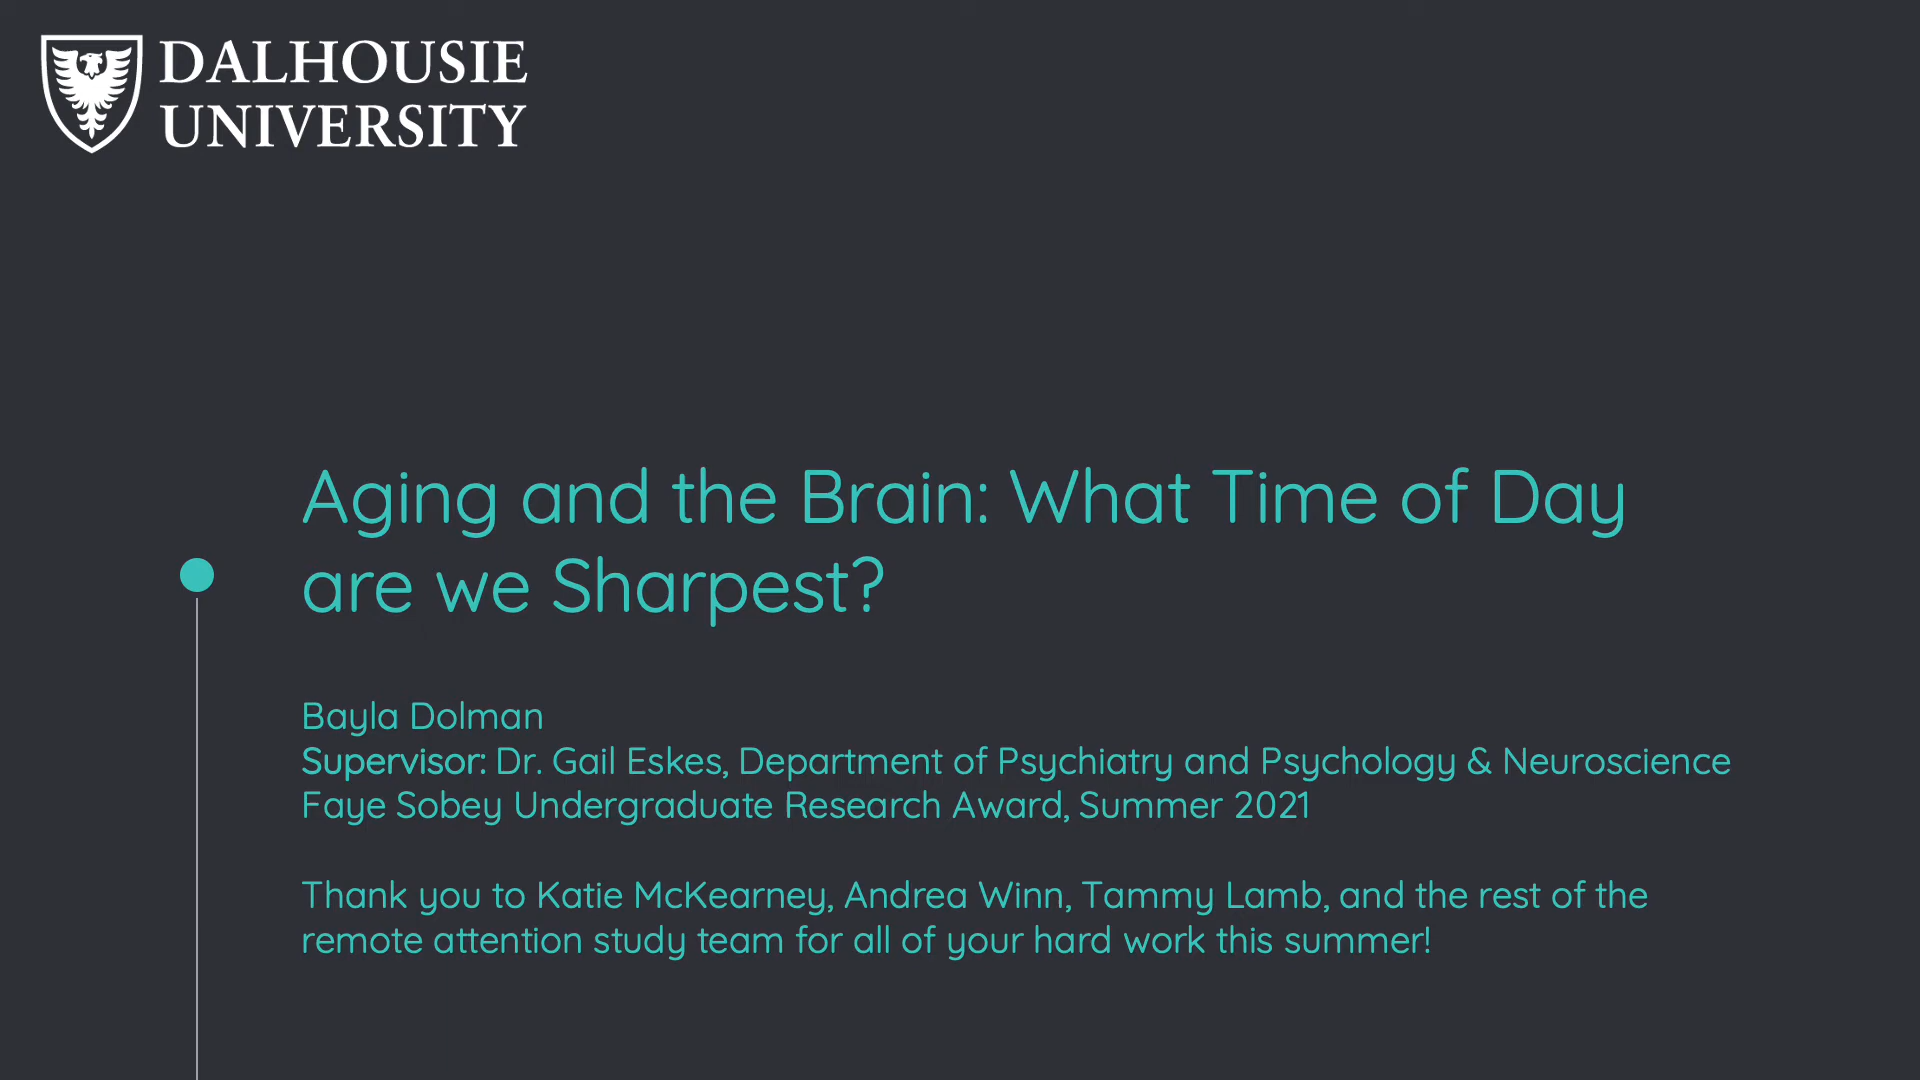 DALHOUSIE
UNIVERSITY
Aging and the Brain: What Time of Day
are we Sharpest?
Bayla Dolman
Supervisor: Dr. Gail Eskes, Department of Psychiatry and Psychology & Neuroscience
Faye Sobey Undergraduate Research Award, Summer 2021
Thank you to Katie McKearney, Andrea Winn, Tammy Lamb, and the rest of the
remote attention study team for all of your hard work this summer!